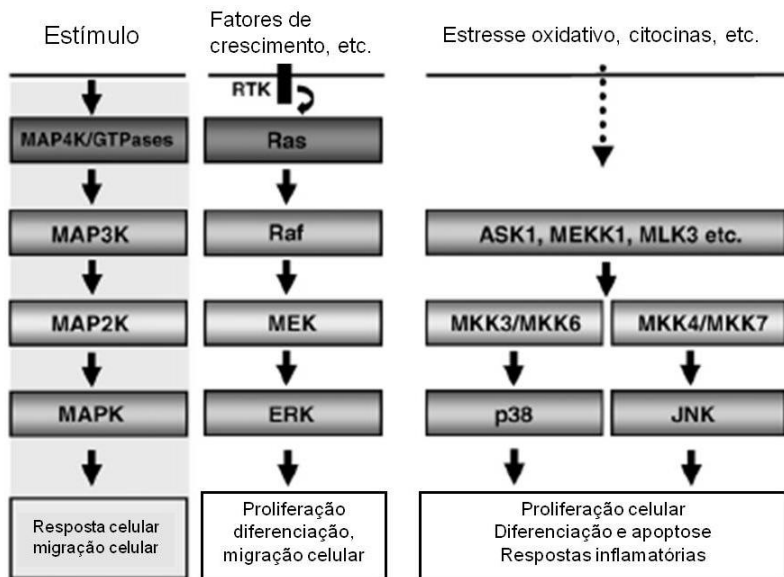 Estímulo
Fatores de
crescimento, etc.
Estresse oxidativo, citocinas, etc.
RTK
MAP4K/GTPases
Ras
MAP3K
Raf
ASK1, MEKK1, MLK3 etc.
MAP2K
MEK
MKK3/MKK6
MKK4/MKK7
MAPK
ERK
p38
JNK
Resposta celular
migração celular
Proliferação
diferenciação,
migração celular
Proliferação celular
Diferenciação e apoptose
Respostas inflamatórias